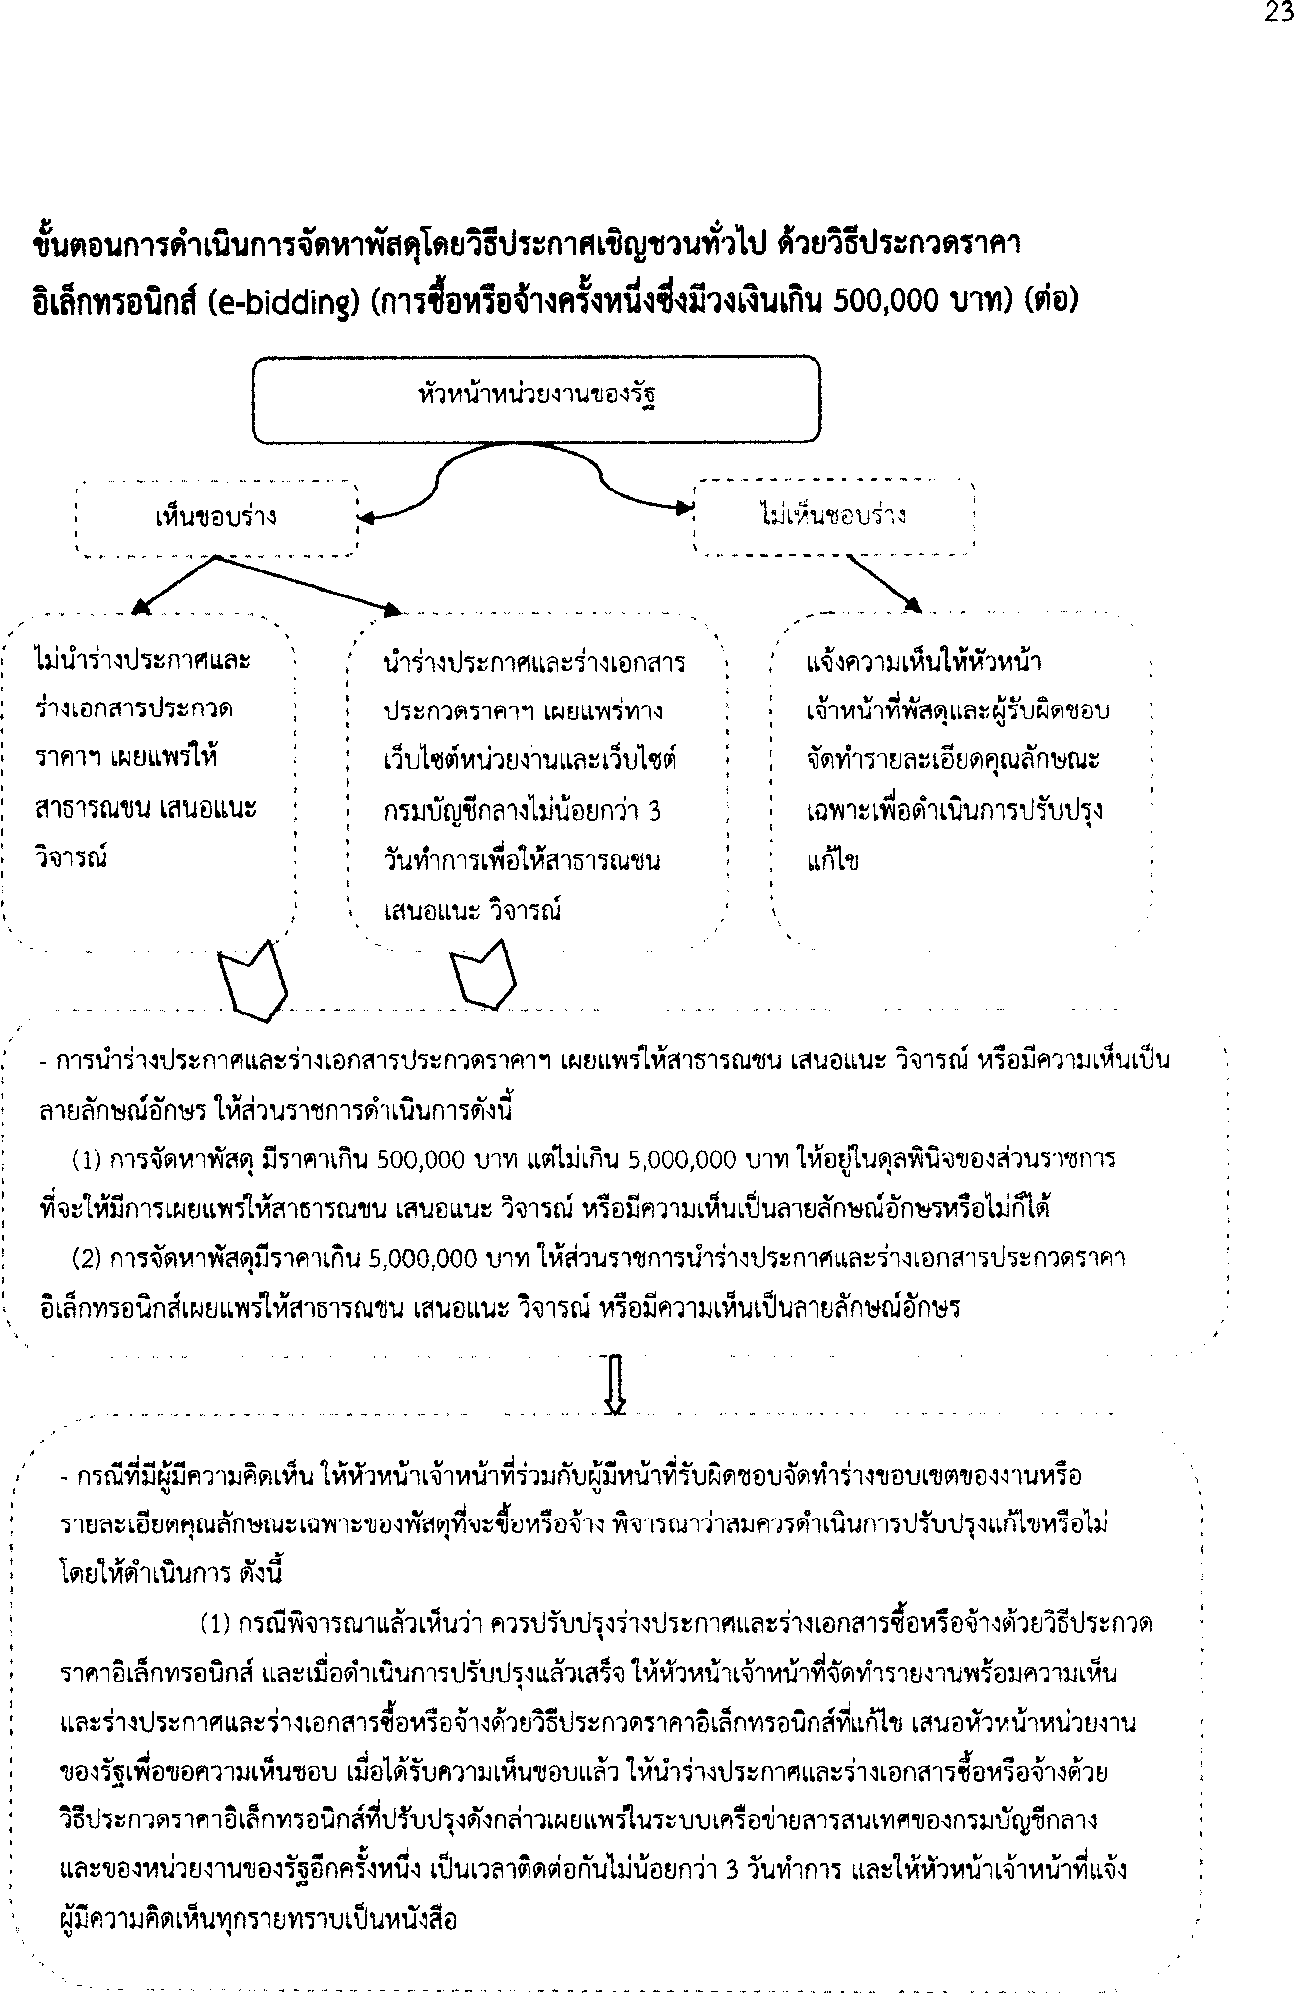 23
ขั้นตอนการดำเนินการจัดหาพัสดุโดยวิธีประกาศเชิญชวนทั่วไป ด้วยวิธีประกวดราคา
อิเล็กทรอนิกส์ (e-bidding) (การซื้อหรือจ้างครั้งหนึ่งซึ่งมีวงเงินเกิน 500,000 บาท) (ต่อ)
หัวหน้าหน่วยงานของรัฐ
เห็นชอบร่าง
ไม่เห็นชอบร่าง
ไม่นำร่างประกาศและ
ร่างเอกสารประกวด
ราคาฯ เผยแพร่ให้
สาธารณชน เสนอแนะ
วิจารณ์
นำร่างประกาศและร่างเอกสาร
ประกวดราคาฯ เผยแพร่ทาง
เว็บไซต์หน่วยงานและเว็บไซต์
กรมบัญชีกลางไม่น้อยกว่า 3
วันทำการเพื่อให้สาธารณชน
เสนอแนะ วิจารณ์
แจ้งความเห็นให้หัวหน้า
เจ้าหน้าที่พัสดุและผู้รับผิดชอบ
จัดทำรายละเอียดคุณลักษณะ
เฉพาะเพื่อดำเนินการปรับปรุง
แก้ไข
- การนำร่างประกาศและร่างเอกสารประกวดราคาฯ เผยแพร่ให้สาธารณชน เสนอแนะ วิจารณ์ หรือมีความเห็นเป็น
ลายลักษณ์อักษร ให้ส่วนราชการดำเนินการดังนี้
(1) การจัดหาพัสดุ มีราคาเกิน 500,000 บาท แต่ไม่เกิน 5,000,000 บาท ให้อยู่ในดุลพินิจของส่วนราชการ
ที่จะให้มีการเผยแพร่ให้สาธารณชน เสนอแนะ วิจารณ์ หรือมีความเห็นเป็นลายลักษณ์อักษรหรือไม่ก็ได้
(2) การจัดหาพัสดุมีราคาเกิน 5,000,000 บาท ให้ส่วนราชการนำร่างประกาศและร่างเอกสารประกวดราคา
อิเล็กทรอนิกส์เผยแพร่ให้สาธารณชน เสนอแนะ วิจารณ์ หรือมีความเห็นเป็นลายลักษณ์อักษร
- กรณีที่มีผู้มีความคิดเห็น ให้หัวหน้าเจ้าหน้าที่ร่วมกับผู้มีหน้าที่รับผิดชอบจัดทำร่างขอบเขตของงานหรือ
รายละเอียดคุณลักษณะเฉพาะของพัสดุที่จะซื้อหรือจ้าง พิจารณาว่าสมควรดำเนินการปรับปรุงแก้ไขหรือไม่
โดยให้ดำเนินการ ดังนี้
(1) กรณีพิจารณาแล้วเห็นว่า ควรปรับปรุงร่างประกาศและร่างเอกสารซื้อหรือจ้างด้วยวิธีประกวด
ราคาอิเล็กทรอนิกส์ และเมื่อดำเนินการปรับปรุงแล้วเสร็จ ให้หัวหน้าเจ้าหน้าที่จัดทำรายงานพร้อมความเห็น
และร่างประกาศและร่างเอกสารซื้อหรือจ้างด้วยวิธีประกวดราคาอิเล็กทรอนิกส์ที่แก้ไข เสนอหัวหน้าหน่วยงาน
ของรัฐเพื่อขอความเห็นชอบ เมื่อได้รับความเห็นชอบแล้ว ให้นำร่างประกาศและร่างเอกสารซื้อหรือจ้างด้วย
วิธีประกวดราคาอิเล็กทรอนิกส์ที่ปรับปรุงดังกล่าวเผยแพร่ในระบบเครือข่ายสารสนเทศของกรมบัญชีกลาง
และของหน่วยงานของรัฐอีกครั้งหนึ่ง เป็นเวลาติดต่อกันไม่น้อยกว่า 3 วันทำการ และให้หัวหน้าเจ้าหน้าที่แจ้ง
ผู้มีความคิดเห็นทุกรายทราบเป็นหนังสือ